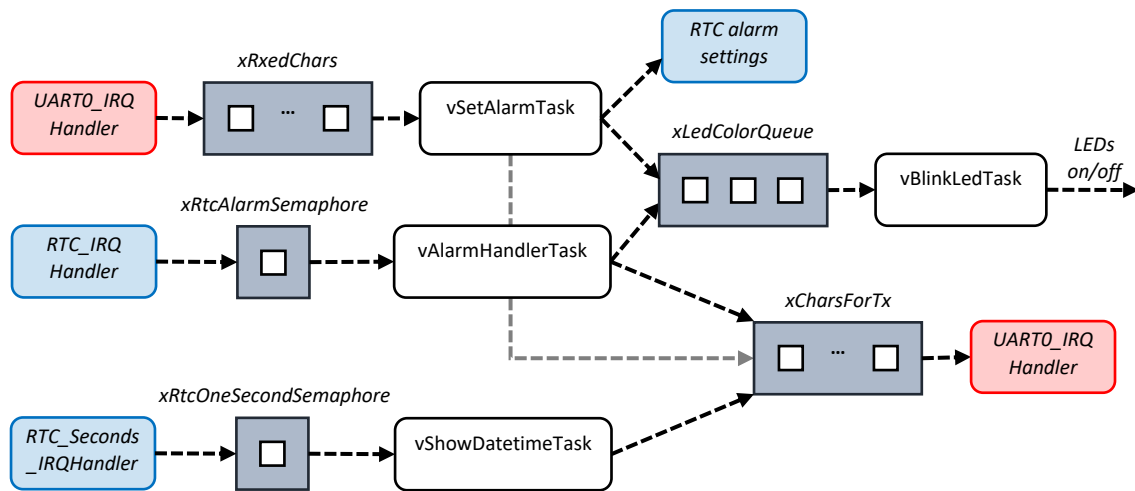 RTC alarm
settings
xRxedChars
UART0_IRQ
Handler
...
vSetAlarmTask
xLedColorQueue
LEDs
on/off
vBlinkLedTask
xRtcAlarmSemaphore
RTC_IRQ
Handler
vAlarmHandlerTask
xCharsForTx
...
UART0_IRQ
Handler
xRtcOneSecondSemaphore
RTC_Seconds
_IRQHandler
vShowDatetimeTask